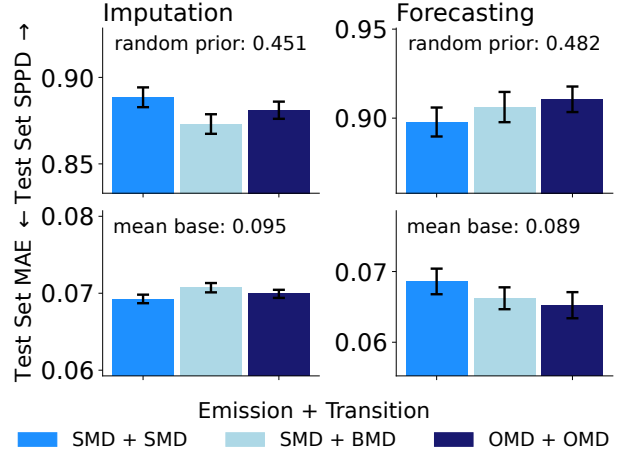 Imputation
Forecasting
Test Set SPPD →
random prior: 0.451
0.90
0.85
random prior: 0.482
0.95
0.90
Test Set MAE ←
mean base: 0.095
0.08
0.07
0.06
mean base: 0.089
0.07
0.06
Emission + Transition
SMD + SMD
SMD + BMD
OMD + OMD